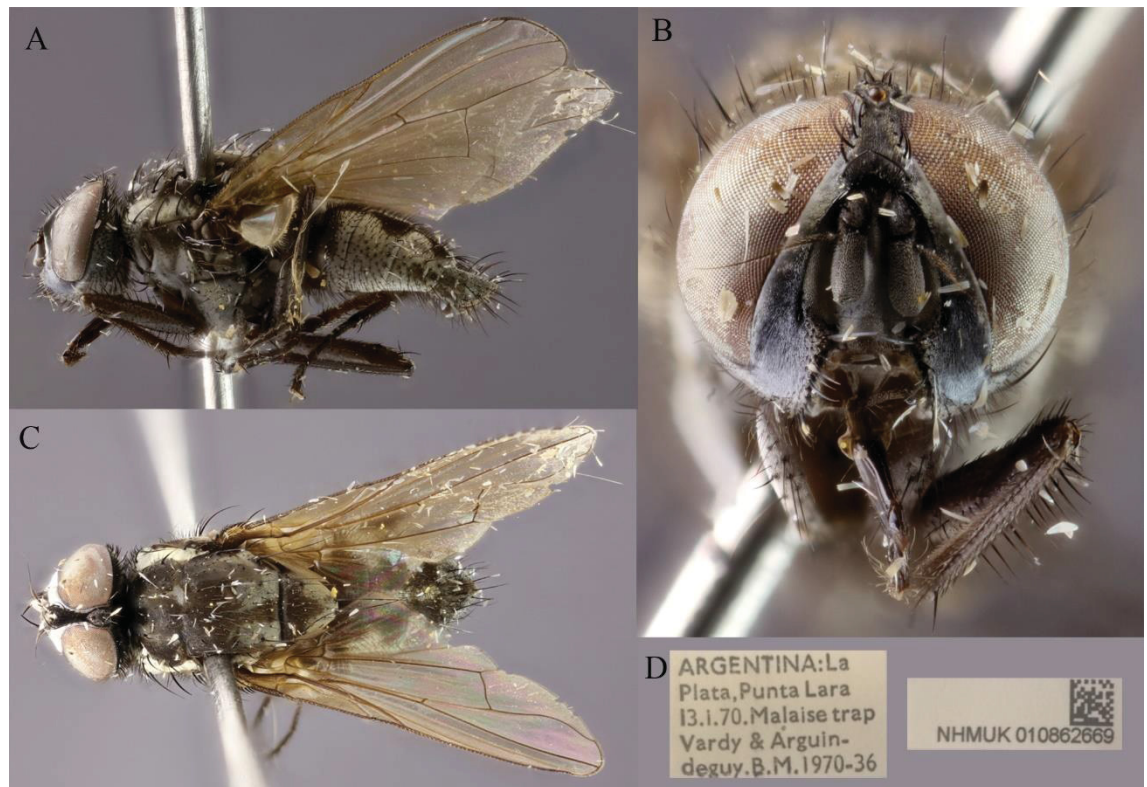 A
B
C
D
ARGENTINA:La
Plata,Punta Lara
13.i.70.Malaise trap
Vardy & Arguin-
deguy.B.M.1970-36
NHMUK 010862669